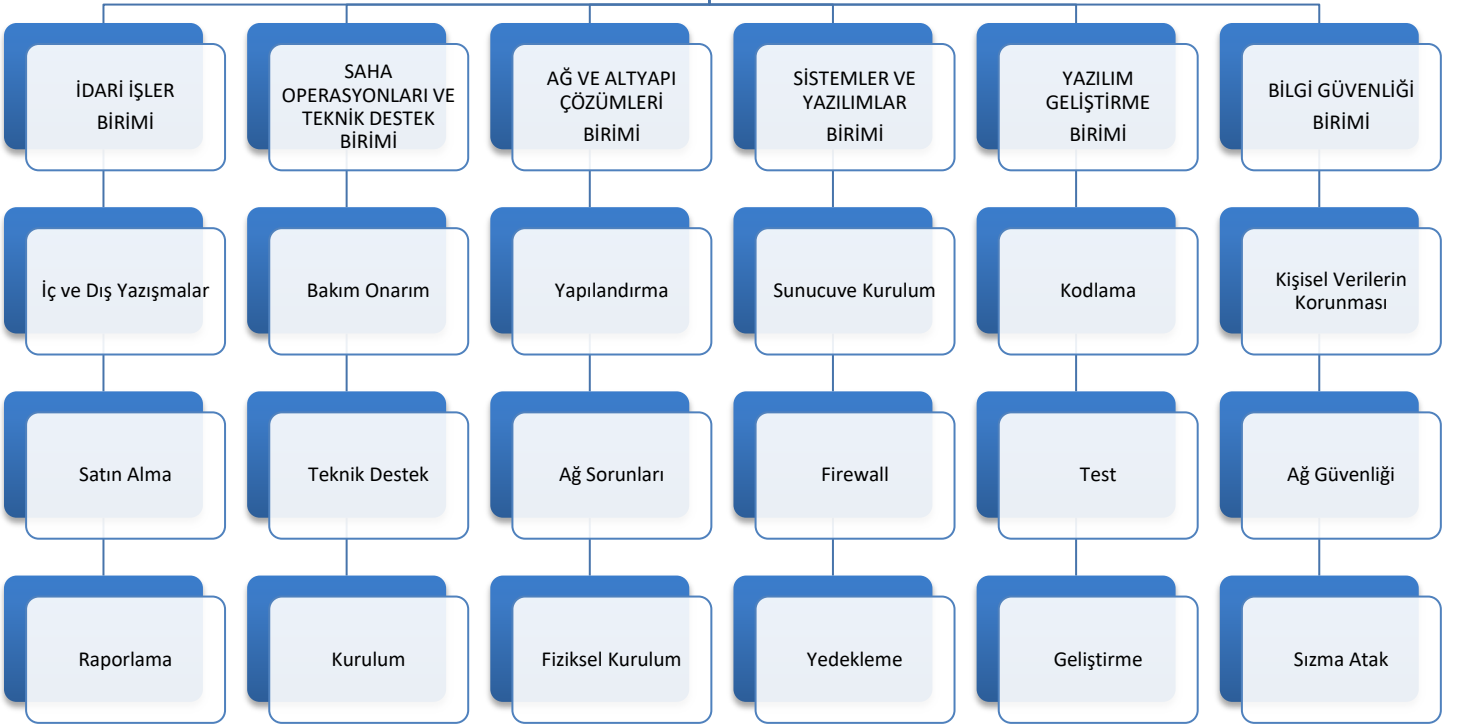 İDARİ İŞLER
BİRİMİ
SAHA
OPERASYONLARI VE
TEKNİK DESTEK
BİRİMİ
AĞ VE ALTYAPI
ÇÖZÜMLERİ
BİRİMİ
SİSTEMLER VE
YAZILIMLAR
BİRİMİ
YAZILIM
GELİŞTİRME
BİRİMİ
BİLGİ GÜVENLİĞİ
BİRİMİ
İç ve Dış Yazışmalar
Bakım Onarım
Yapılandırma
Sunucuve Kurulum
Kodlama
Kişisel Verilerin
Korunması
Satın Alma
Teknik Destek
Ağ Sorunları
Firewall
Test
Ağ Güvenliği
Raporlama
Kurulum
Fiziksel Kurulum
Yedekleme
Geliştirme
Sızma Atak